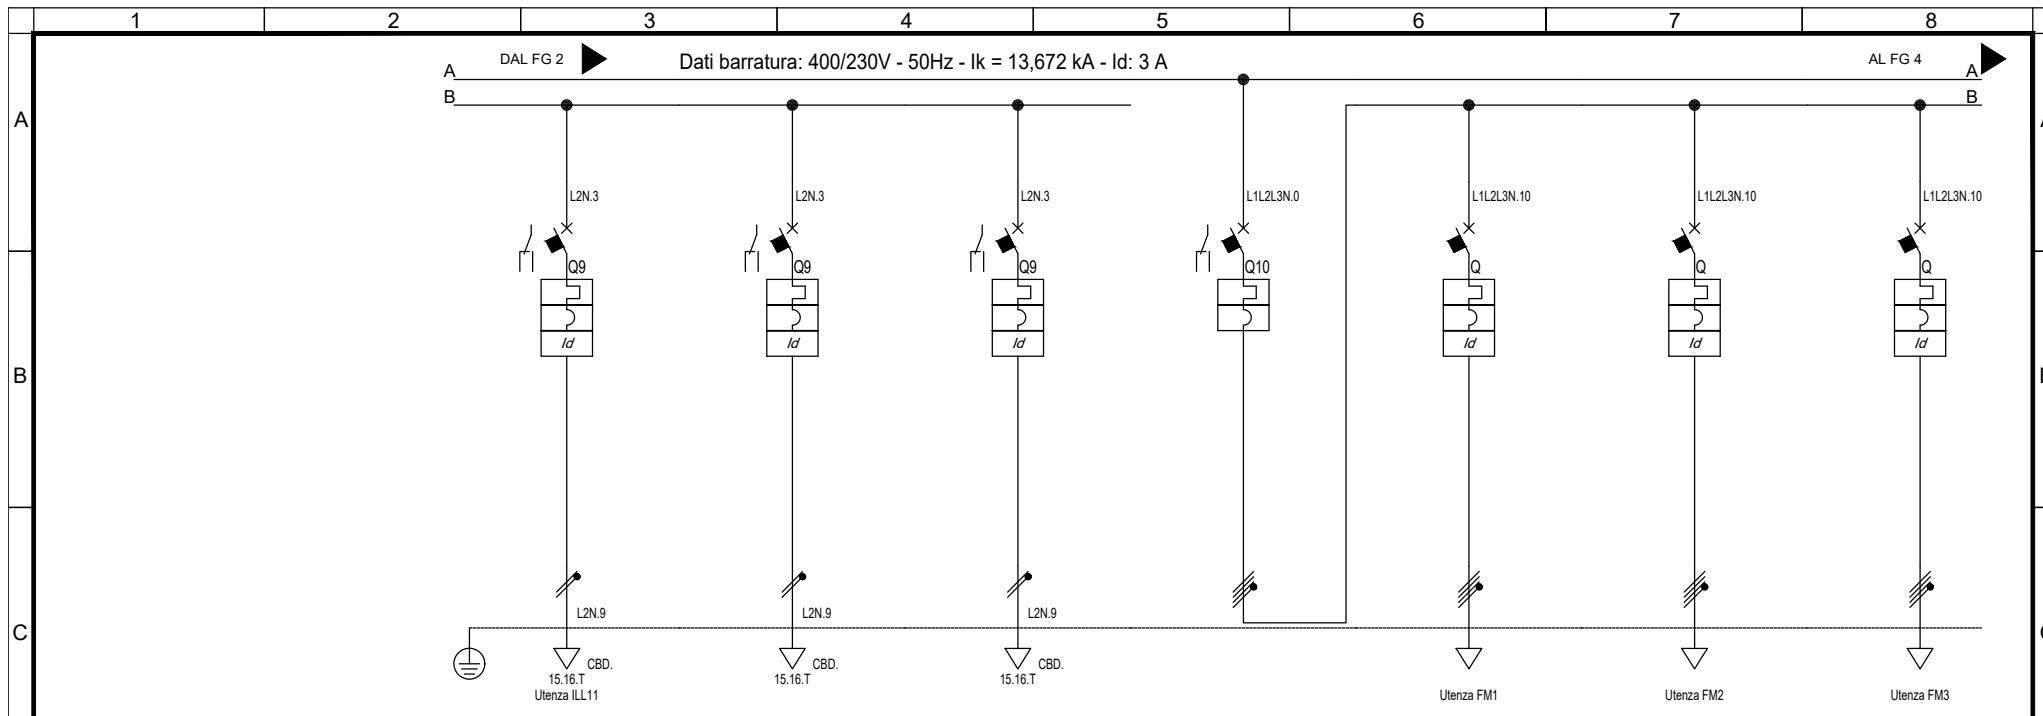 1 2 3 4 5 6 7 8
DAL FG 2 Dati barratura: 400/230V - 50Hz - Ik = 13,672 kA - Id: 3 A AL FG 4
A A
B B
A
L2N.3 L2N.3 L2N.3 L1L2L3N.0 L1L2L3N.10 L1L2L3N.10 L1L2L3N.10
Q9 Q9 Q9 Q10 Q Q Q
Id Id Id Id Id Id
B
L2N.9 L2N.9 L2N.9
C
CBD. CBD. CBD.
15.16.T 15.16.T 15.16.T
Utenza ILL11 Utenza FM1 Utenza FM2 Utenza FM3